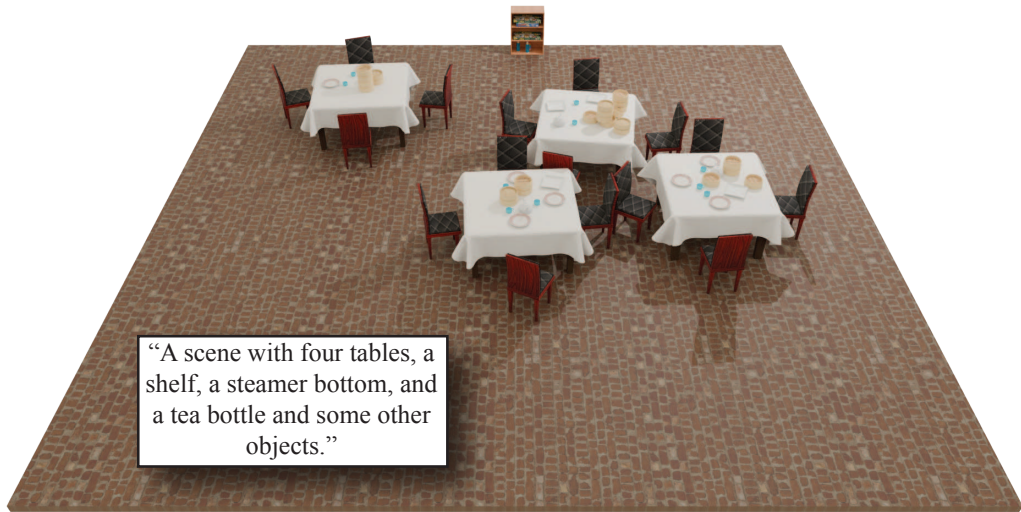 “A scene with four tables, a
shelf, a steamer bottom, and
a tea bottle and some other
objects.”